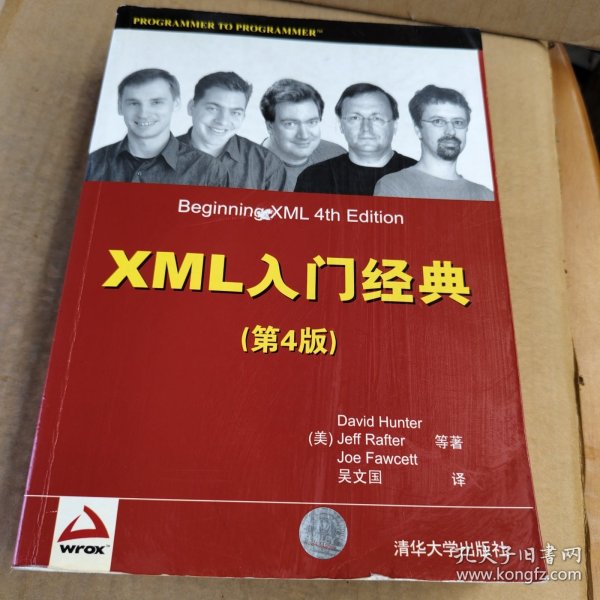 PROGRAMMER TO PROGRAMMER™
Beginning XML 4th Edition
XML入门经典
(第4版)
David Hunter
(美) Jeff Rafter 等著
Joe Fawcett
吴文国 译
wrox™
清华大学出版社
孔夫子旧书网
www.kongfz.com